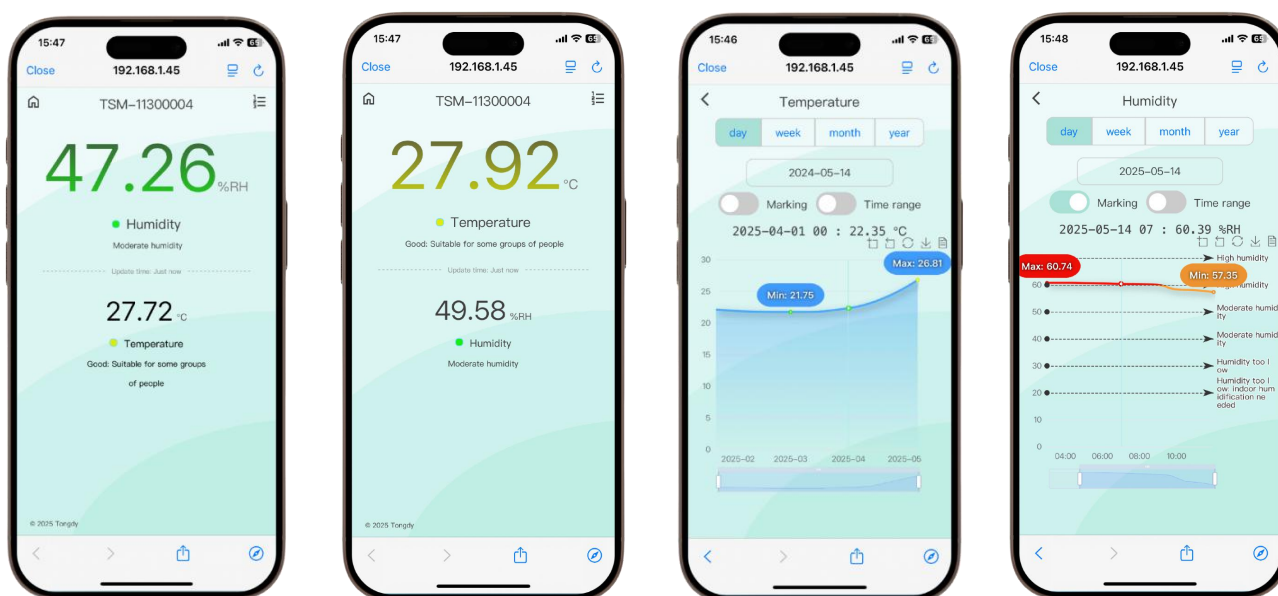 15:47
Close
192.168.1.45
TSM-11300004
47.26 %RH
Humidity
Moderate humidity
Update time: Just now
27.72 °C
Temperature
Good: Suitable for some groups
of people
© 2025 Tongdy
15:47
Close
192.168.1.45
TSM-11300004
27.92 °C
Temperature
Good: Suitable for some groups of people
Update time: Just now
49.58 %RH
Humidity
Moderate humidity
© 2025 Tongdy
15:46
Close
192.168.1.45
Temperature
day week month year
2024-05-14
Marking Time range
2025-04-01 00 : 22.35 °C
30
Max: 26.81
25
Min: 21.75
20
15
10
5
0
2025-02 2025-03 2025-04 2025-05
15:48
Close
192.168.1.45
Humidity
day week month year
2025-05-14
Marking Time range
2025-05-14 07 : 60.39 %RH
High humidity
Max: 60.74
Min: 57.35
60 humidity
50 Moderate humid
ity
40 Moderate humid
ity
30 Humidity too l
ow
20 Humidity too l
ow: indoor hum
idification ne
eded
10
0
04:00 06:00 08:00 10:00